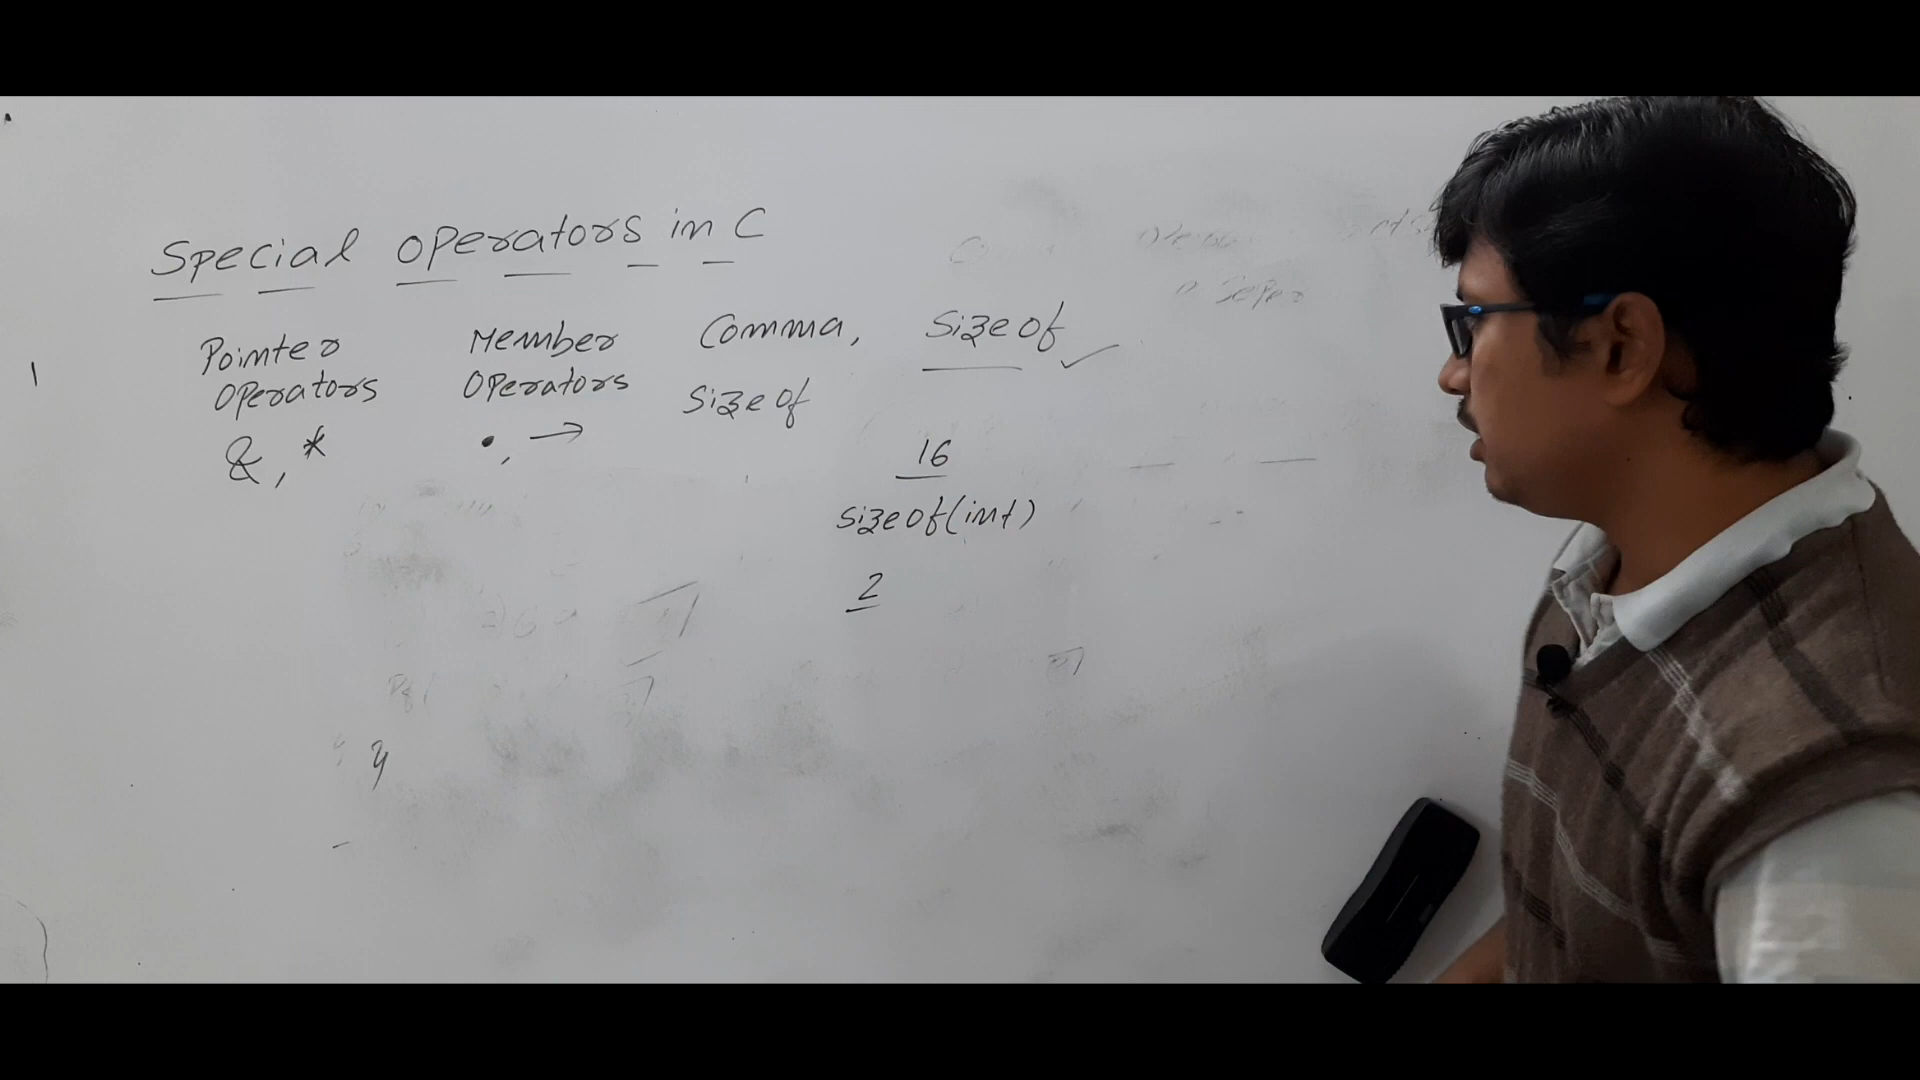 Special operators in C
Pointer Operators
Member Operators
Comma, Sizeof
Sizeof
&, *
., →
16
sizeof(int)
2
y